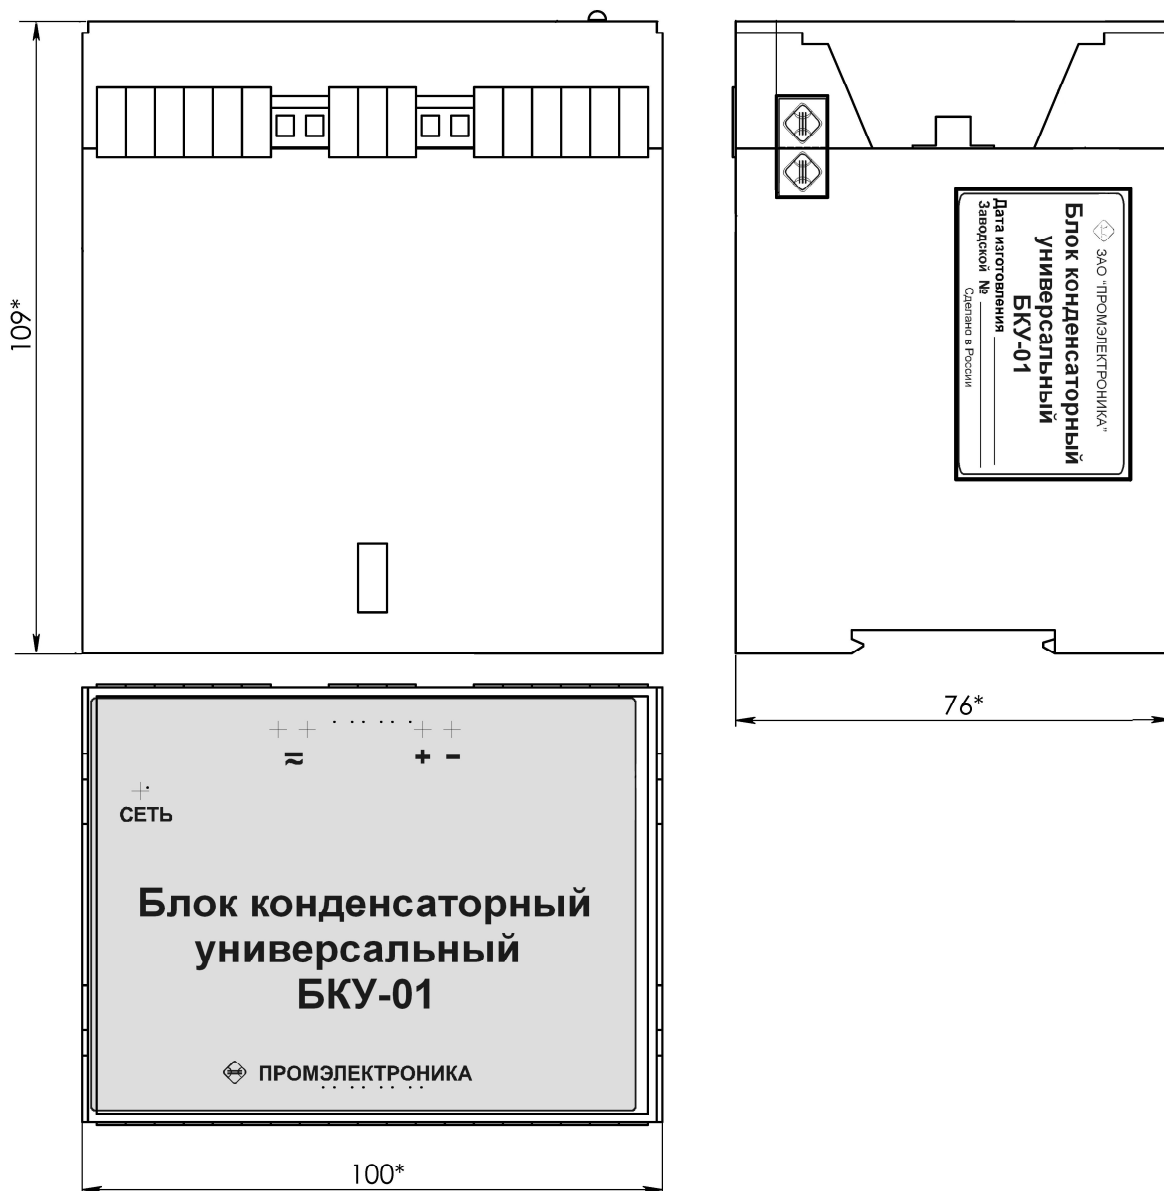 109*
ЗАО "ПРОМЭЛЕКТРОНИКА"
Блок конденсаторный
универсальный
БКУ-01
Дата изготовления
Заводской №
Сделано в России
76*
≂
+ −
СЕТЬ
Блок конденсаторный
универсальный
БКУ-01
ПРОМЭЛЕКТРОНИКА
100*